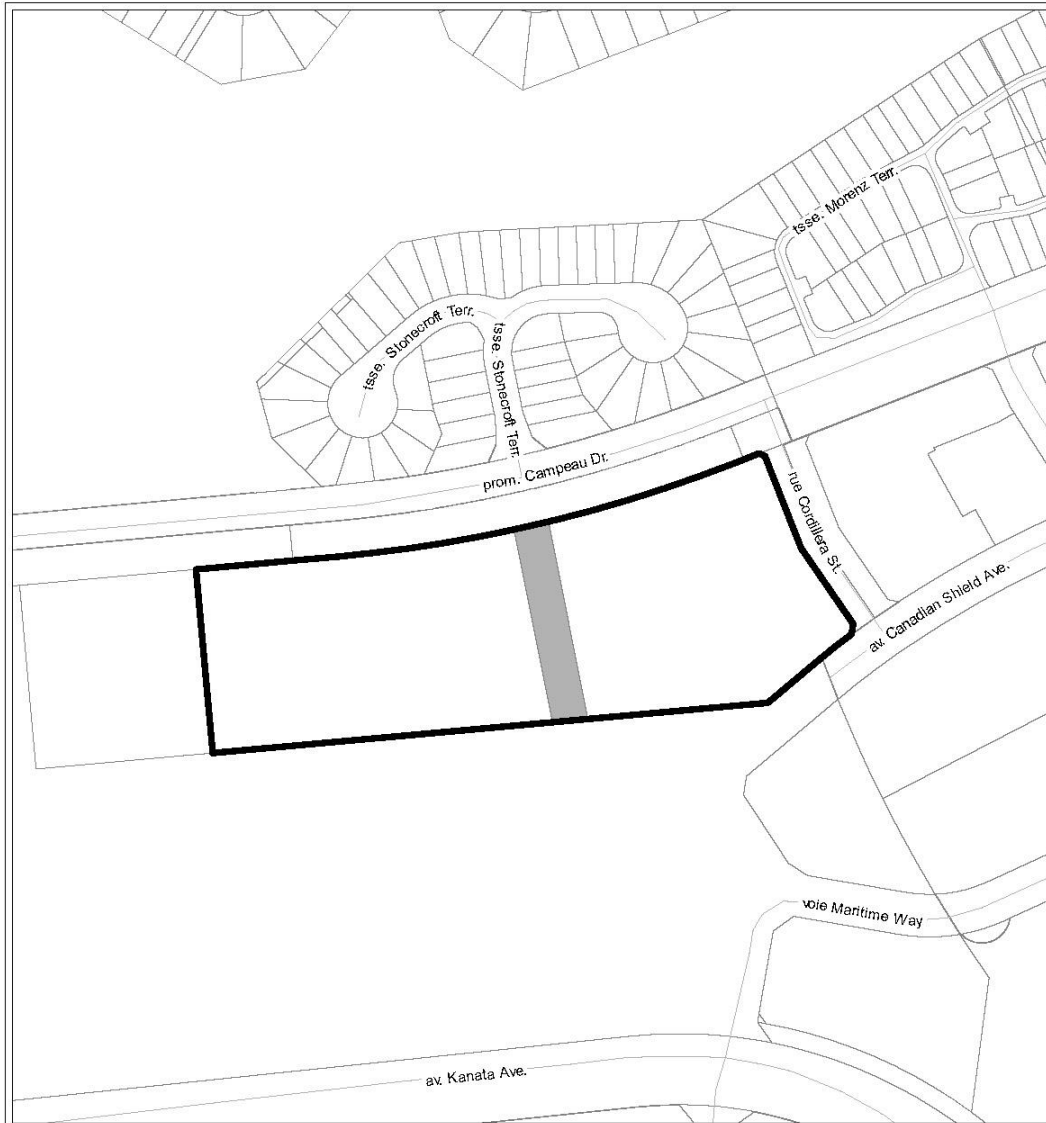 tsse. Morenz Terr.
tsse. Stonecroft Terr.
tsse. Stonecroft Terr.
prom. Campeau Dr.
rue Cordillera St.
av. Canadian Shield Ave.
voie Maritime Way
av. Kanata Ave.